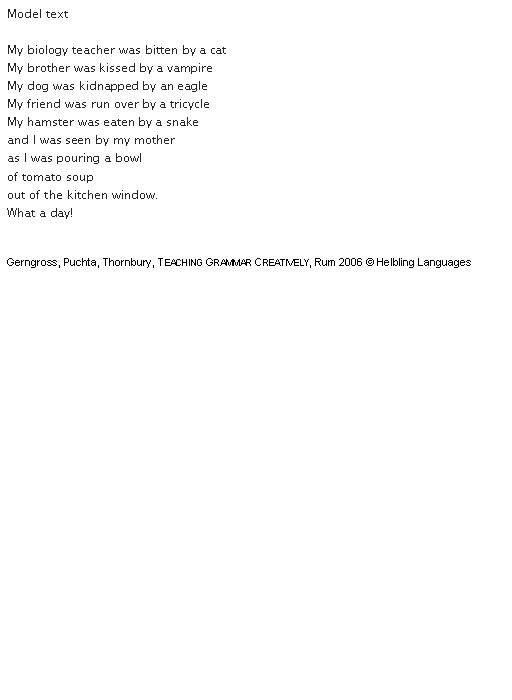 Model text
My biology teacher was bitten by a cat
My brother was kissed by a vampire
My dog was kidnapped by an eagle
My friend was run over by a tricycle
My hamster was eaten by a snake
and I was seen by my mother
as I was pouring a bowl
of tomato soup
out of the kitchen window.
What a day!
Gerngross, Puchta, Thornbury, TEACHING GRAMMAR CREATIVELY, Rum 2006 © Helbling Languages